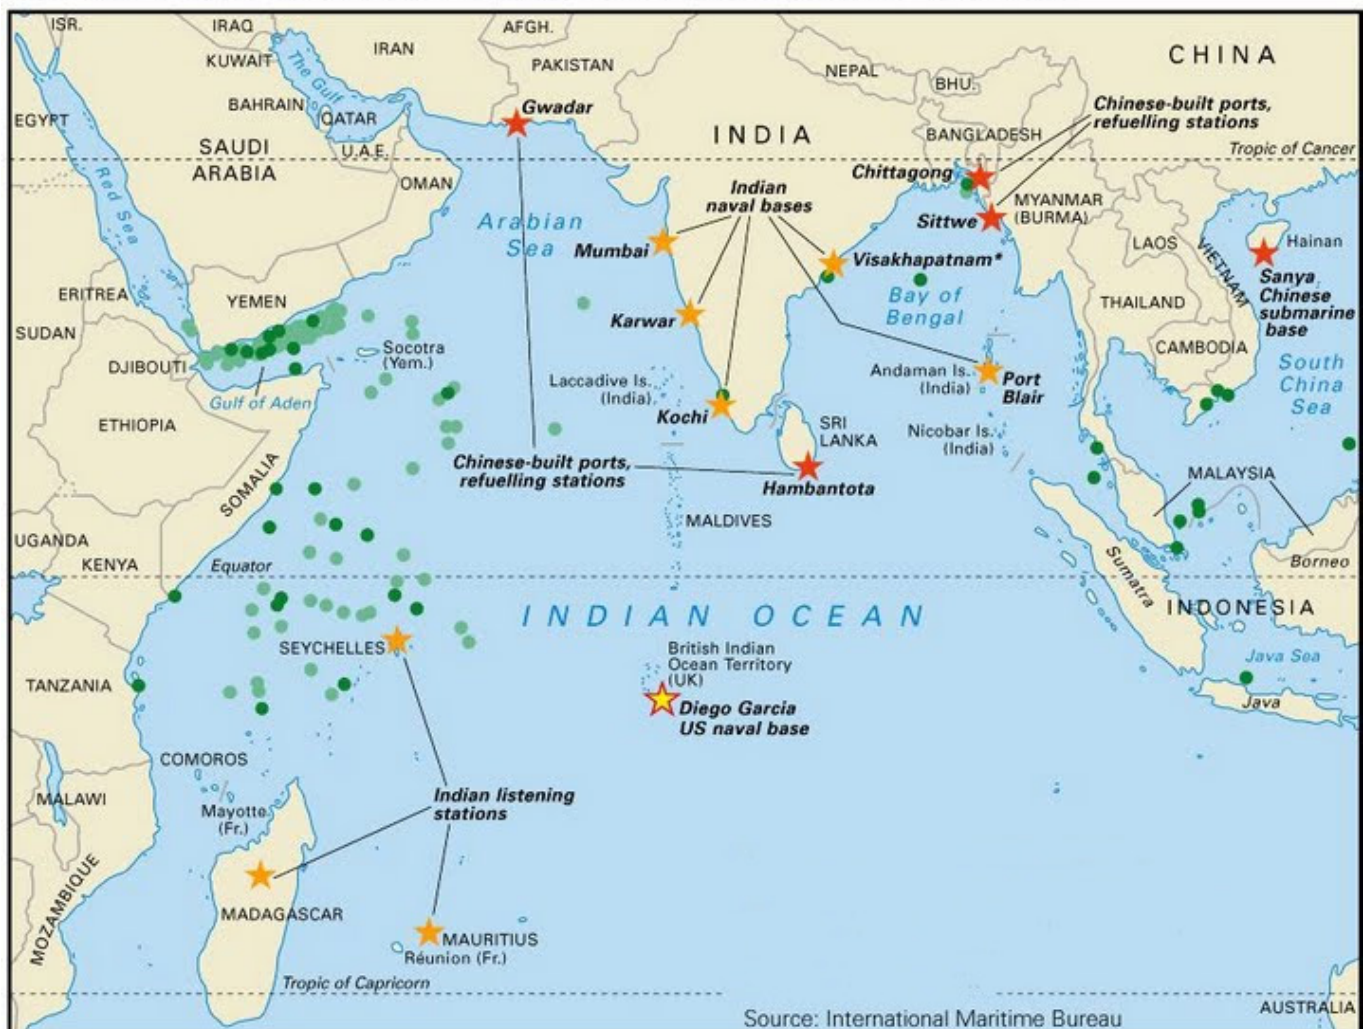 ISR.
IRAQ
IRAN
AFGH.
PAKISTAN
NEPAL
BHU.
CHINA
KUWAIT
The Gulf
BAHRAIN
QATAR
EGYPT
SAUDI
ARABIA
U.A.E.
OMAN
Red Sea
Gwadar
INDIA
BANGLADESH
Chinese-built ports,
refuelling stations
Tropic of Cancer
Chittagong
Sittwe
MYANMAR
(BURMA)
LAOS
VIETNAM
Hainan
Sanya
Chinese
submarine
base
Arabian
Sea
Indian
naval bases
Mumbai
Visakhapatnam*
Bay of
Bengal
THAILAND
CAMBODIA
South
China
Sea
ERITREA
YEMEN
SUDAN
DJIBOUTI
Socotra
(Yem.)
Gulf of Aden
ETHIOPIA
Karwar
Laccadive Is.
(India)
Kochi
SRI
LANKA
Andaman Is.
(India)
Port
Blair
Nicobar Is.
(India)
SOMALIA
Chinese-built ports,
refuelling stations
Hambantota
MALAYSIA
MALDIVES
UGANDA
KENYA
Equator
Sumatra
Borneo
INDIAN OCEAN
INDONESIA
SEYCHELLES
British Indian
Ocean Territory
(UK)
Java Sea
TANZANIA
Diego Garcia
US naval base
Java
COMOROS
MALAWI
Mayotte
(Fr.)
Indian listening
stations
MOZAMBIQUE
MADAGASCAR
MAURITIUS
Réunion (Fr.)
Tropic of Capricorn
AUSTRALIA
Source: International Maritime Bureau